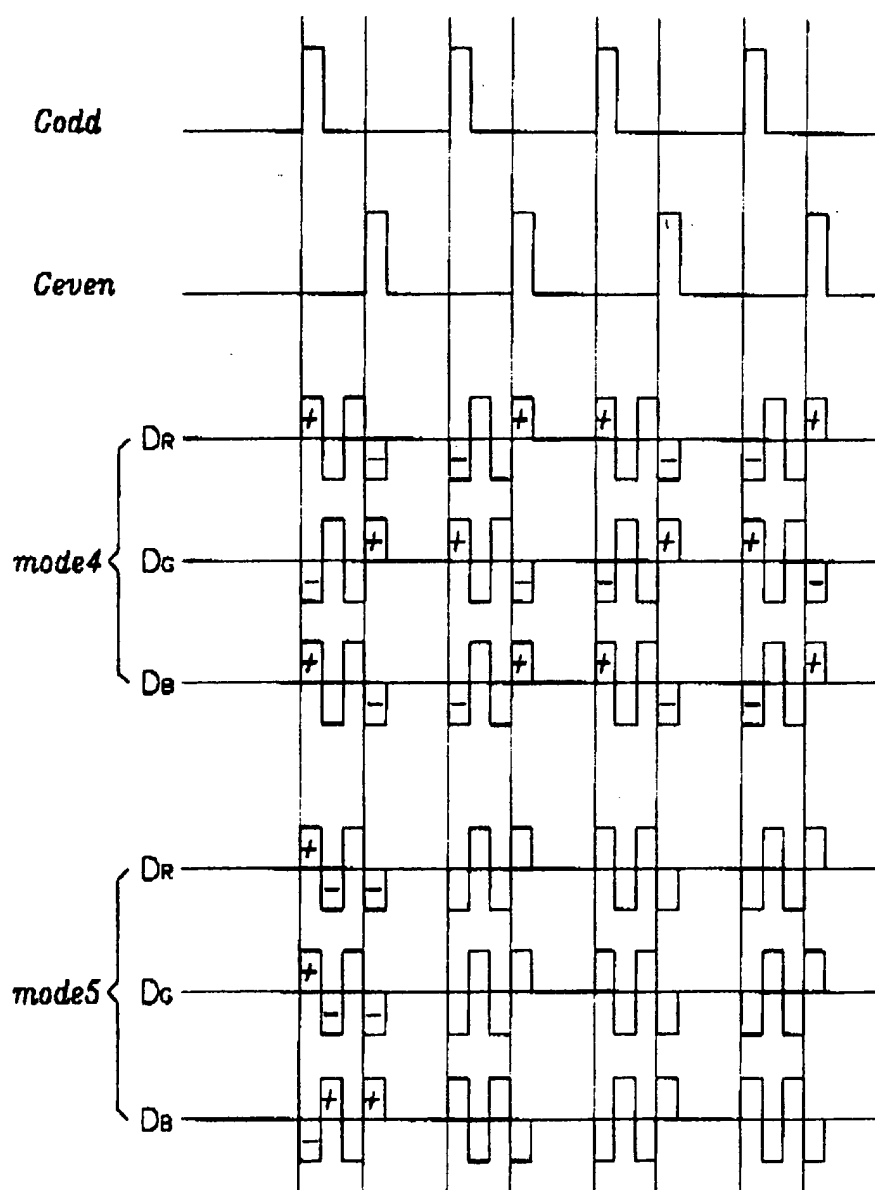 Codd
Ceven
+ + + +
DR
− − − −
+ + + +
mode4 DG
− − − −
+ + + +
DB
− − − −
+
DR
− −
+
mode5 DG
− −
+ +
DB
−